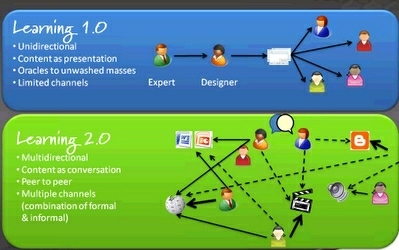 Learning 1.0
• Unidirectional
• Content as presentation
• Oracles to unwashed masses
• Limited channels
Expert
Designer
Learning 2.0
• Multidirectional
• Content as conversation
• Peer to peer
• Multiple channels
(combination of formal
& informal)